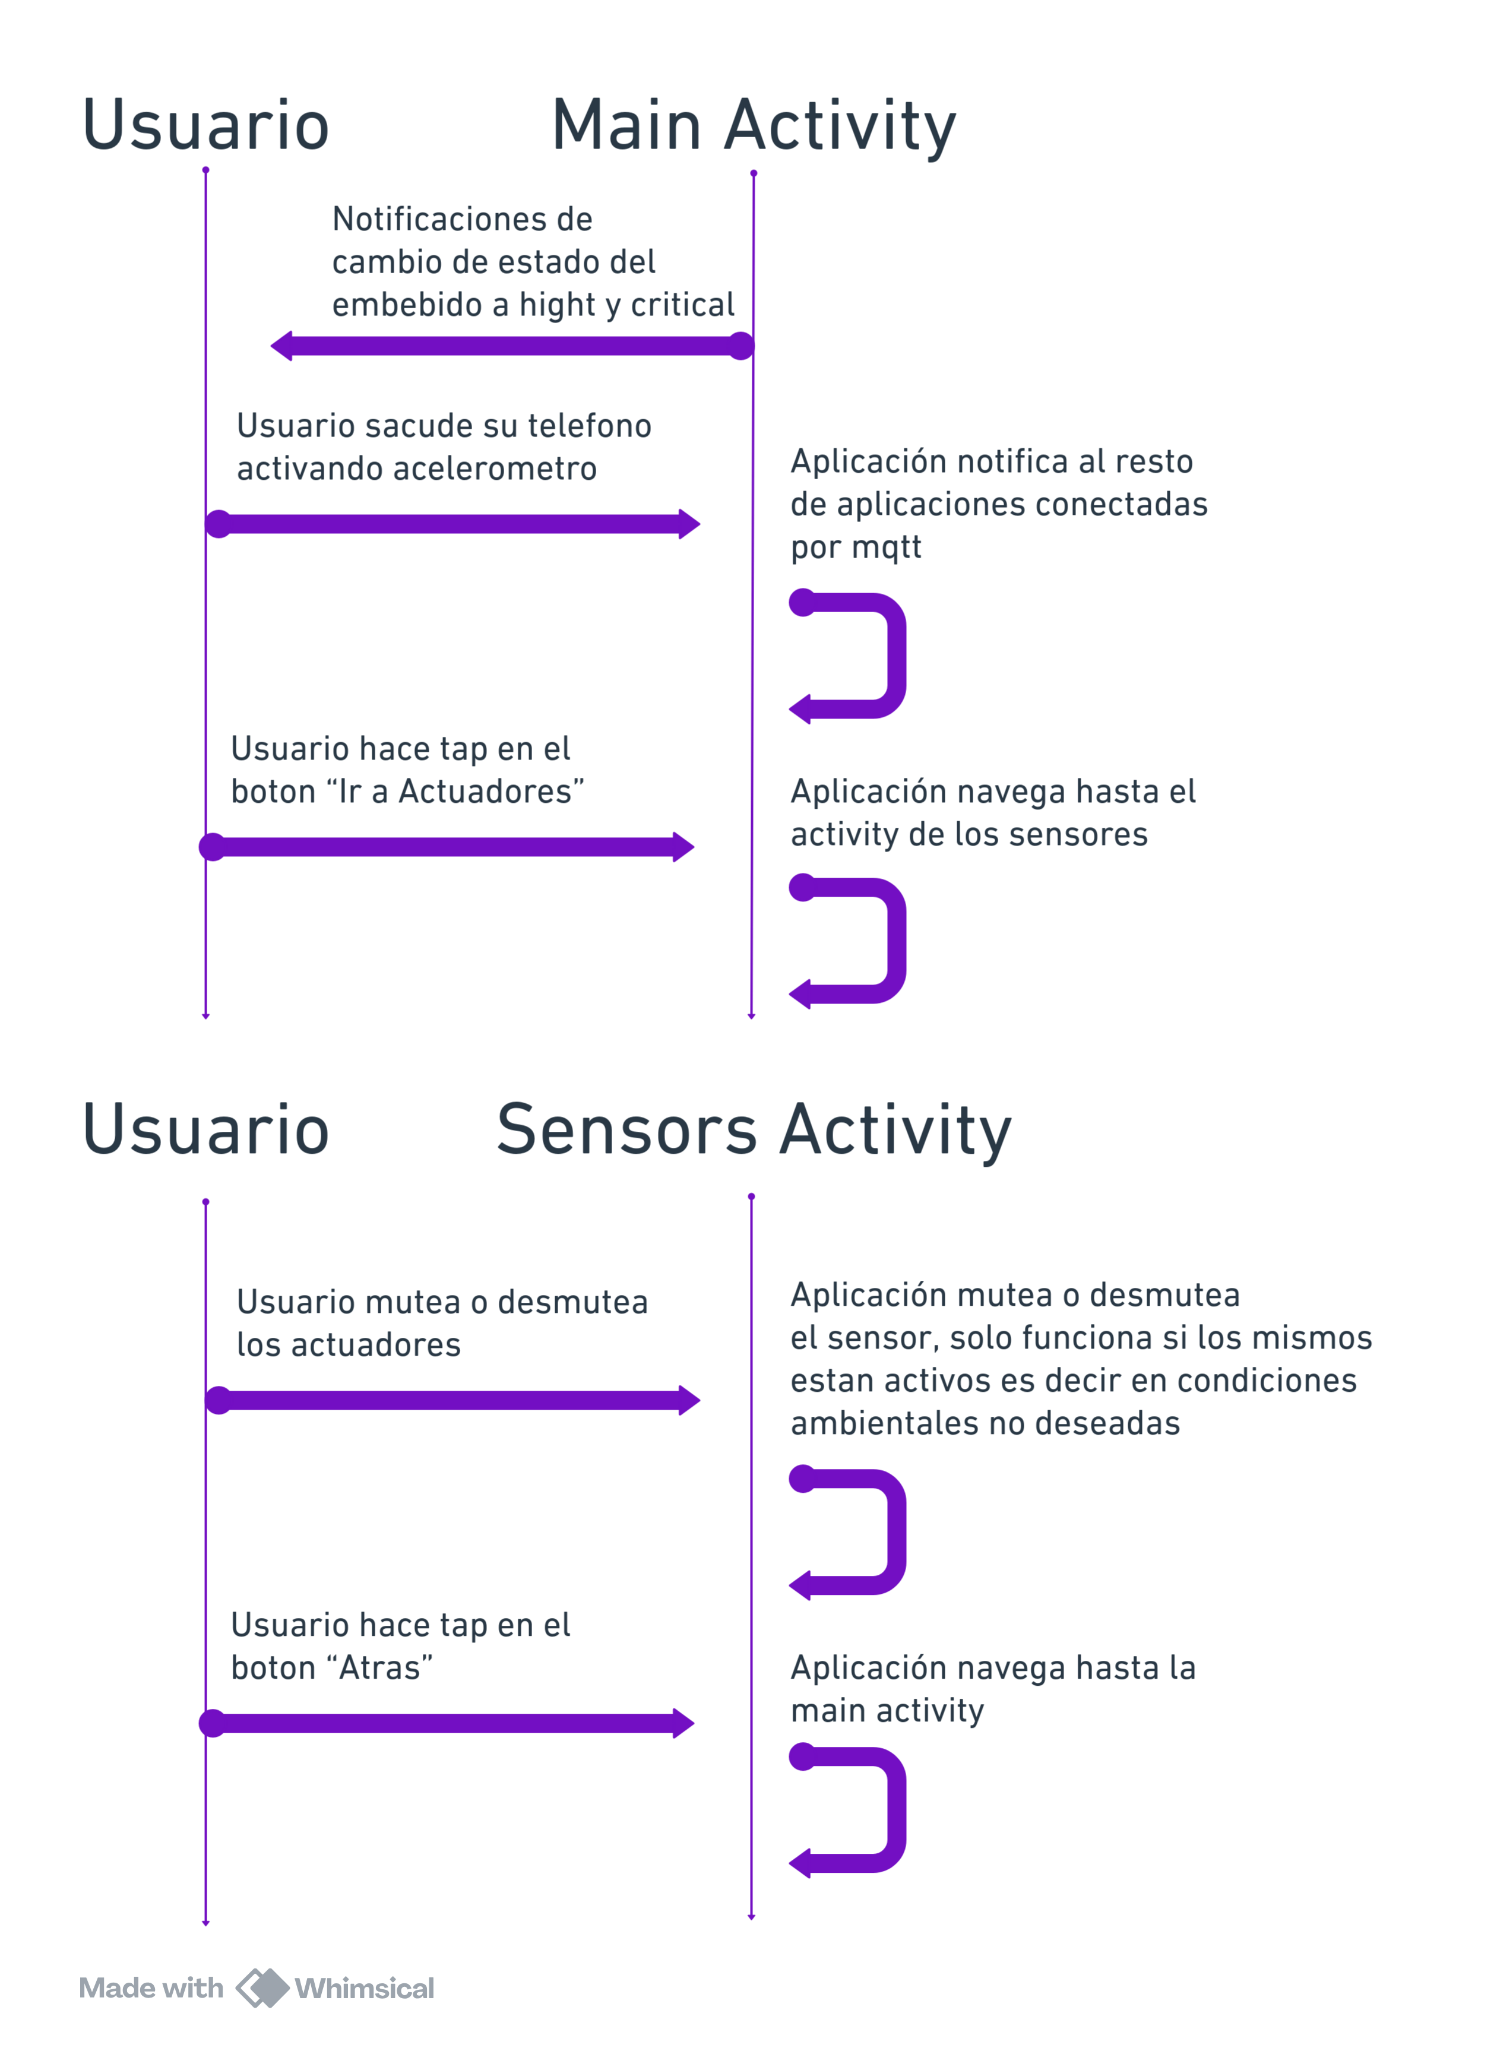 Usuario
Main Activity
Notificaciones de
cambio de estado del
embebido a hight y critical
Usuario sacude su telefono
activando acelerometro
Aplicación notifica al resto
de aplicaciones conectadas
por mqtt
Usuario hace tap en el
boton “Ir a Actuadores”
Aplicación navega hasta el
activity de los sensores
Usuario
Sensors Activity
Usuario mutea o desmutea
los actuadores
Aplicación mutea o desmutea
el sensor, solo funciona si los mismos
estan activos es decir en condiciones
ambientales no deseadas
Usuario hace tap en el
boton “Atras”
Aplicación navega hasta la
main activity
Made with Whimsical